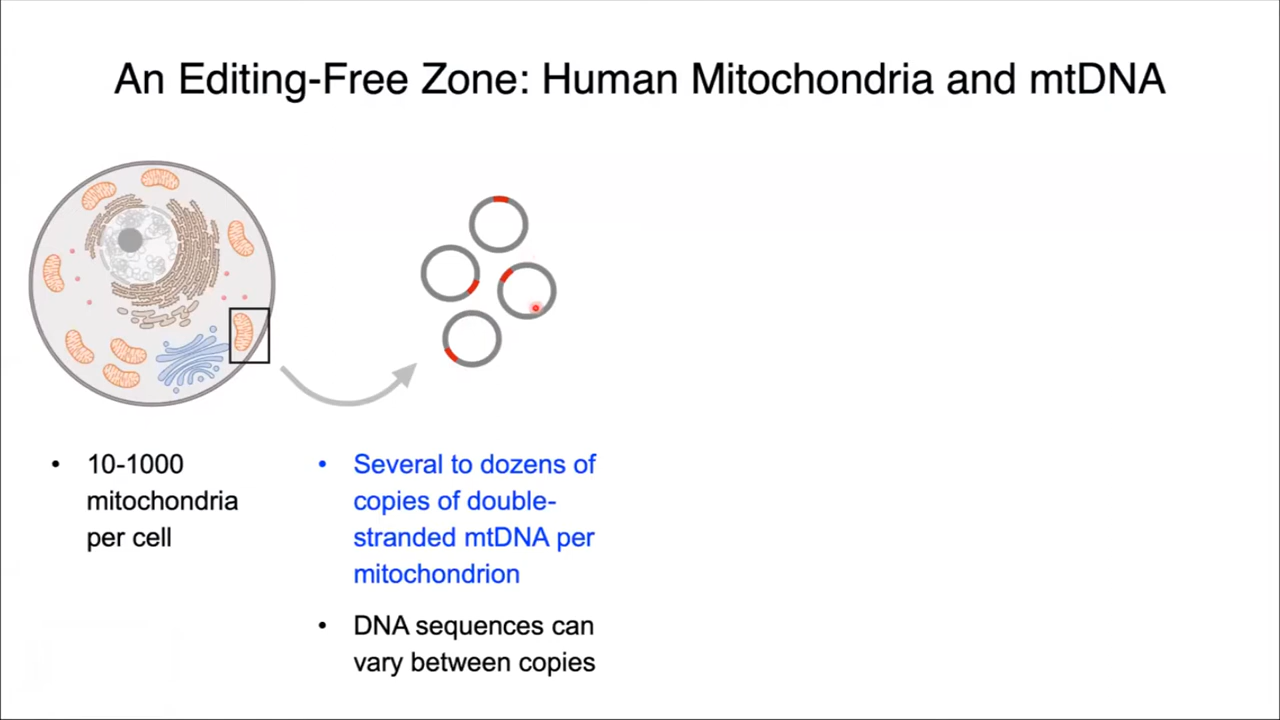 An Editing-Free Zone: Human Mitochondria and mtDNA
• 10-1000
mitochondria
per cell
• Several to dozens of
copies of double-
stranded mtDNA per
mitochondrion
• DNA sequences can
vary between copies